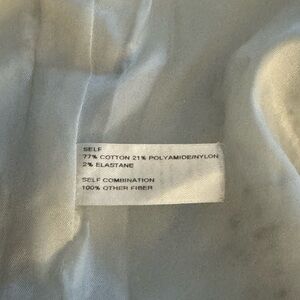 SELF
77% COTTON 21% POLYAMIDE/NYLON
2% ELASTANE
SELF COMBINATION
100% OTHER FIBER